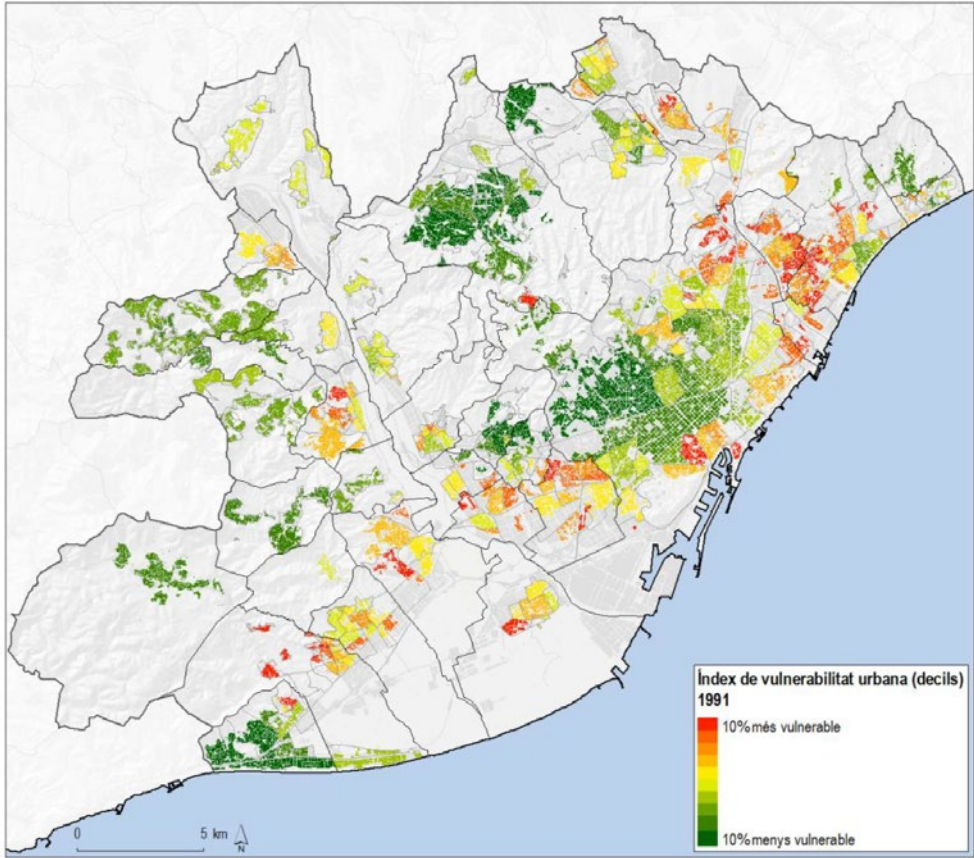 Índex de vulnerabilitat urbana (decils)
1991
10% més vulnerable
10% menys vulnerable
0 5 km
N